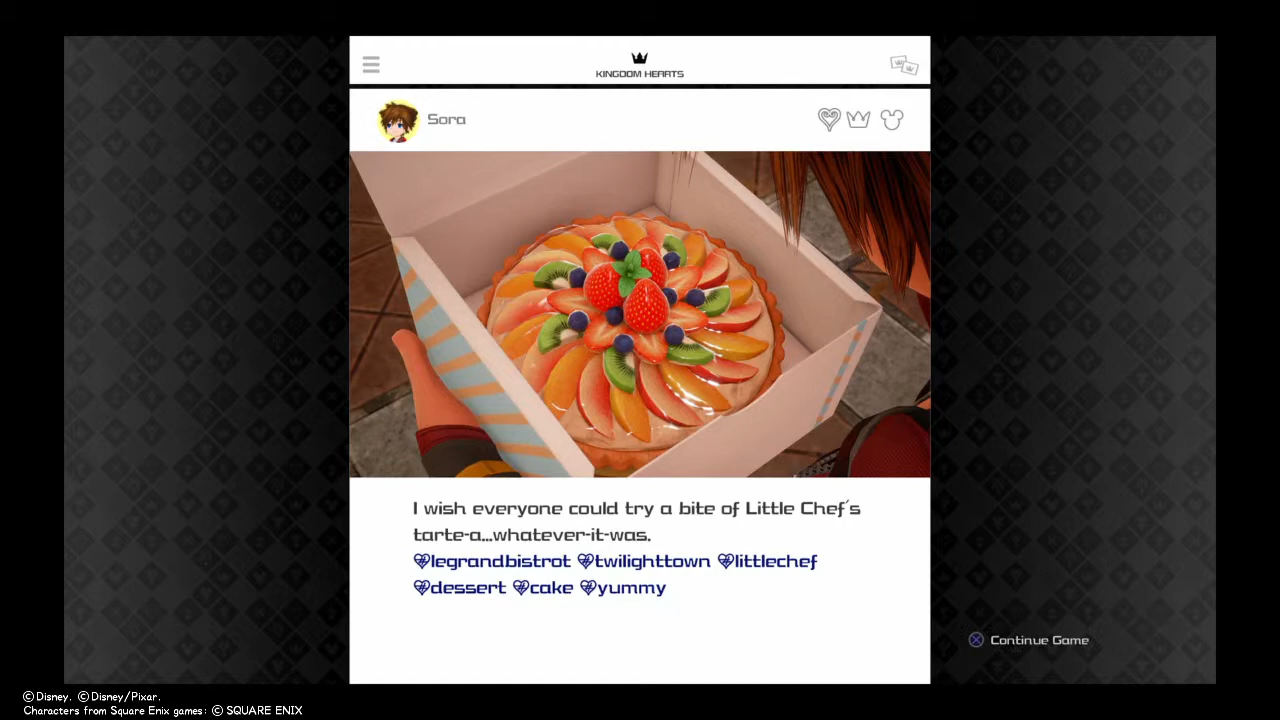 KINGDOM HEARTS
Sora
I wish everyone could try a bite of Little Chef's
tarte-a...whatever-it-was.
legrandbistrot twilighttown littlechef
dessert cake yummy
Continue Game
©Disney. ©Disney/Pixar.
Characters from Square Enix games: © SQUARE ENIX